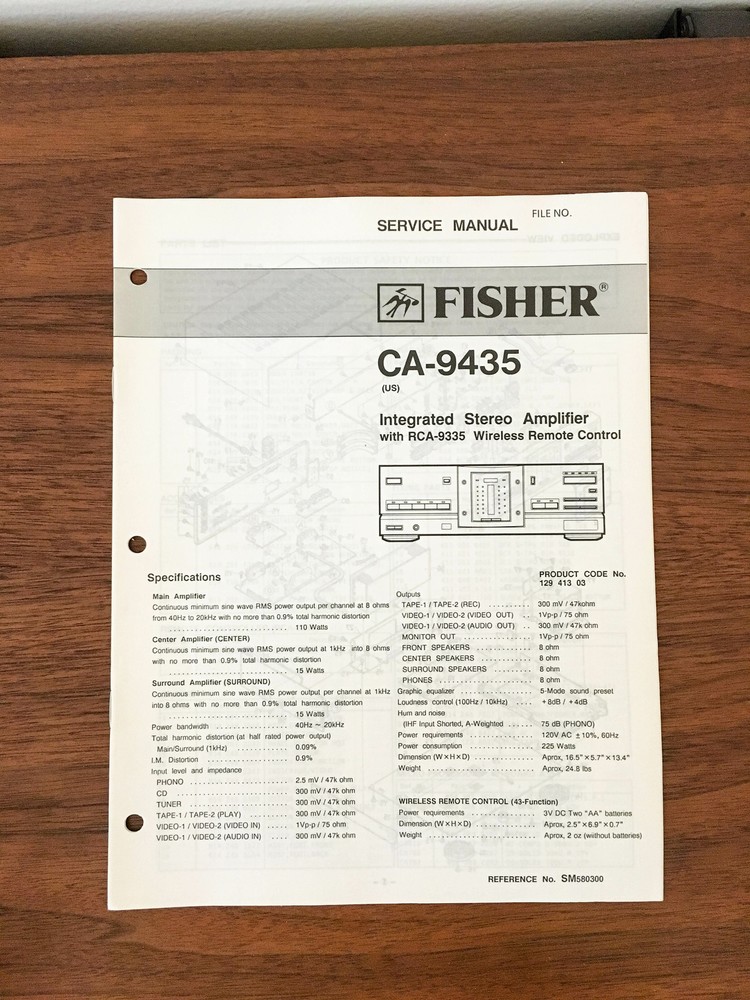 SERVICE MANUAL
FILE NO.
FISHER®
CA-9435
(US)
Integrated Stereo Amplifier
with RCA-9335 Wireless Remote Control
Specifications
PRODUCT CODE No.
129 413 03
Main Amplifier
Continuous minimum sine wave RMS power output per channel at 8 ohms
from 40Hz to 20kHz with no more than 0.9% total harmonic distortion
.......................... 110 Watts
Center Amplifier (CENTER)
Continuous minimum sine wave RMS power output at 1kHz into 8 ohms
with no more than 0.9% total harmonic distortion
.......................... 15 Watts
Surround Amplifier (SURROUND)
Continuous minimum sine wave RMS power output per channel at 1kHz
into 8 ohms with no more than 0.9% total harmonic distortion
.......................... 15 Watts
Power bandwidth ................ 40Hz ~ 20kHz
Total harmonic distortion (at half rated power output)
Main/Surround (1kHz) ............ 0.09%
I.M. Distortion .................. 0.9%
Input level and impedance
PHONO ...................... 2.5 mV / 47k ohm
CD ......................... 300 mV / 47k ohm
TUNER ...................... 300 mV / 47k ohm
TAPE-1 / TAPE-2 (PLAY) ........ 300 mV / 47k ohm
VIDEO-1 / VIDEO-2 (VIDEO IN) .... 1Vp-p / 75 ohm
VIDEO-1 / VIDEO-2 (AUDIO IN) .... 300 mV / 47k ohm
Outputs
TAPE-1 / TAPE-2 (REC) .......... 300 mV / 47kohm
VIDEO-1 / VIDEO-2 (VIDEO OUT) .. 1Vp-p / 75 ohm
VIDEO-1 / VIDEO-2 (AUDIO OUT) .. 300 mV / 47k ohm
MONITOR OUT .................. 1Vp-p / 75 ohm
FRONT SPEAKERS ............... 8 ohm
CENTER SPEAKERS .............. 8 ohm
SURROUND SPEAKERS ............ 8 ohm
PHONES ....................... 8 ohm
Graphic equalizer ................ 5-Mode sound preset
Loudness control (100Hz / 10kHz) .... +8dB / +4dB
Hum and noise
(IHF Input Shorted, A-Weighted ...... 75 dB (PHONO)
Power requirements .............. 120V AC ±10%, 60Hz
Power consumption ............... 225 Watts
Dimension (W×H×D) .............. Aprox, 16.5"×5.7"×13.4"
Weight ......................... Aprox, 24.8 lbs
WIRELESS REMOTE CONTROL (43-Function)
Power requirements .............. 3V DC Two "AA" batteries
Dimension (W×H×D) .............. Aprox, 2.5"×6.9"×0.7"
Weight ......................... Aprox, 2 oz (without batteries)
REFERENCE No. SM580300